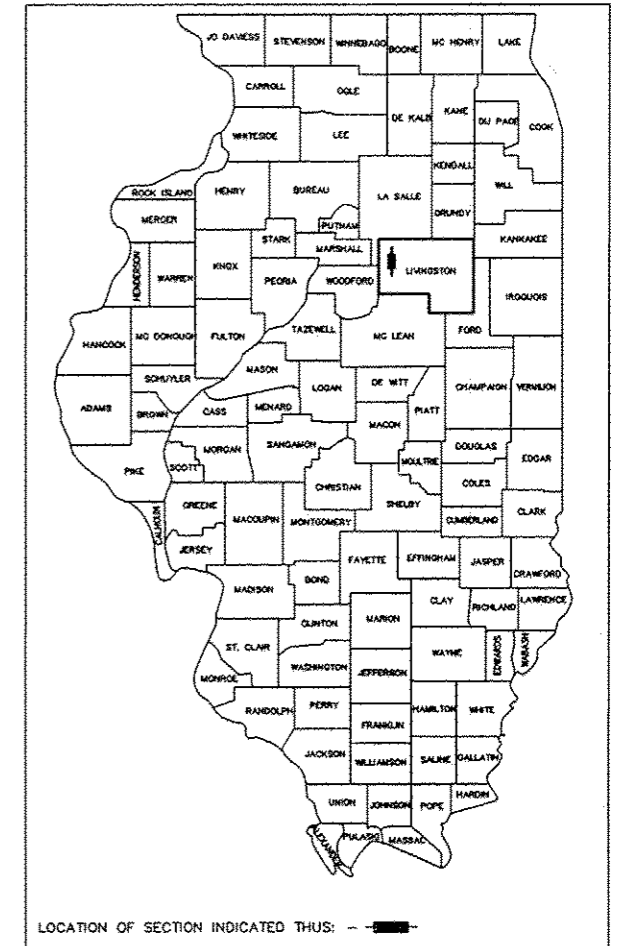 JO DAVIESS STEVENSON WINNEBAGO BOONE MC HENRY LAKE
CARROLL OGLE DE KALB KANE DU PAGE COOK
WHITESIDE LEE KENDALL WILL
ROCK ISLAND HENRY BUREAU LA SALLE GRUNDY
MERCER PUTNAM KANKAKEE
STARK MARSHALL
HENDERSON WARREN KNOX PEORIA WOODFORD LIVINGSTON IROQUOIS
HANCOCK MC DONOUGH FULTON TAZEWELL MC LEAN FORD
SCHUYLER MASON LOGAN DE WITT CHAMPAIGN VERMILION
ADAMS BROWN CASS MENARD MACON PIATT
MORGAN SANGAMON MOULTRIE DOUGLAS EDGAR
PIKE SCOTT CHRISTIAN COLES
GREENE MACOUPIN MONTGOMERY SHELBY CUMBERLAND CLARK
CALHOUN JERSEY
FAYETTE EFFINGHAM JASPER CRAWFORD
MADISON BOND CLAY RICHLAND LAWRENCE
CLINTON MARION
ST. CLAIR WAYNE EDWARDS WABASH
MONROE WASHINGTON JEFFERSON
RANDOLPH PERRY HAMILTON WHITE
FRANKLIN
JACKSON WILLIAMSON SALINE GALLATIN
UNION JOHNSON POPE HARDIN
ALEXANDER PULASKI MASSAC
LOCATION OF SECTION INDICATED THUS: